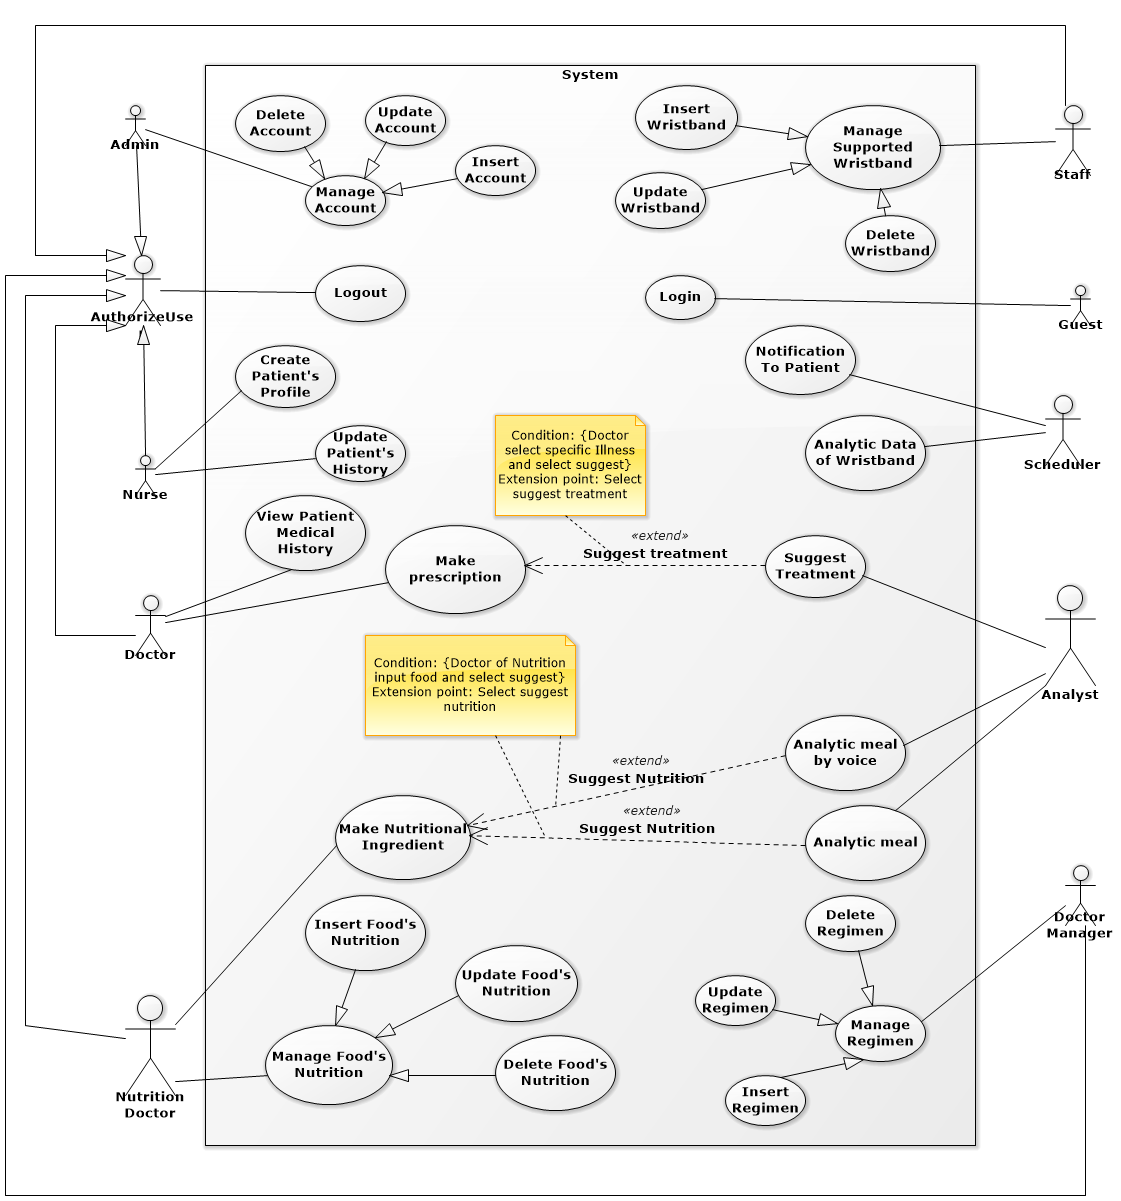 System
Delete
Account
Update
Account
Insert
Account
Manage
Account
Insert
Wristband
Manage
Supported
Wristband
Update
Wristband
Delete
Wristband
Admin
Staff
AuthorizeUse
Logout
Login
Guest
Create
Patient's
Profile
Notification
To Patient
Update
Patient's
History
Nurse
Condition: {Doctor
select specific Illness
and select suggest}
Extension point: Select
suggest treatment
Analytic Data
of Wristband
Scheduler
View Patient
Medical
History
Make
prescription
«extend»
Suggest treatment
Suggest
Treatment
Doctor
Analyst
Condition: {Doctor of Nutrition
input food and select suggest}
Extension point: Select suggest
nutrition
Analytic meal
by voice
«extend»
Suggest Nutrition
«extend»
Suggest Nutrition
Make Nutritional
Ingredient
Analytic meal
Doctor
Manager
Insert Food's
Nutrition
Delete
Regimen
Update Food's
Nutrition
Update
Regimen
Manage
Regimen
Manage Food's
Nutrition
Delete Food's
Nutrition
Insert
Regimen
Nutrition
Doctor